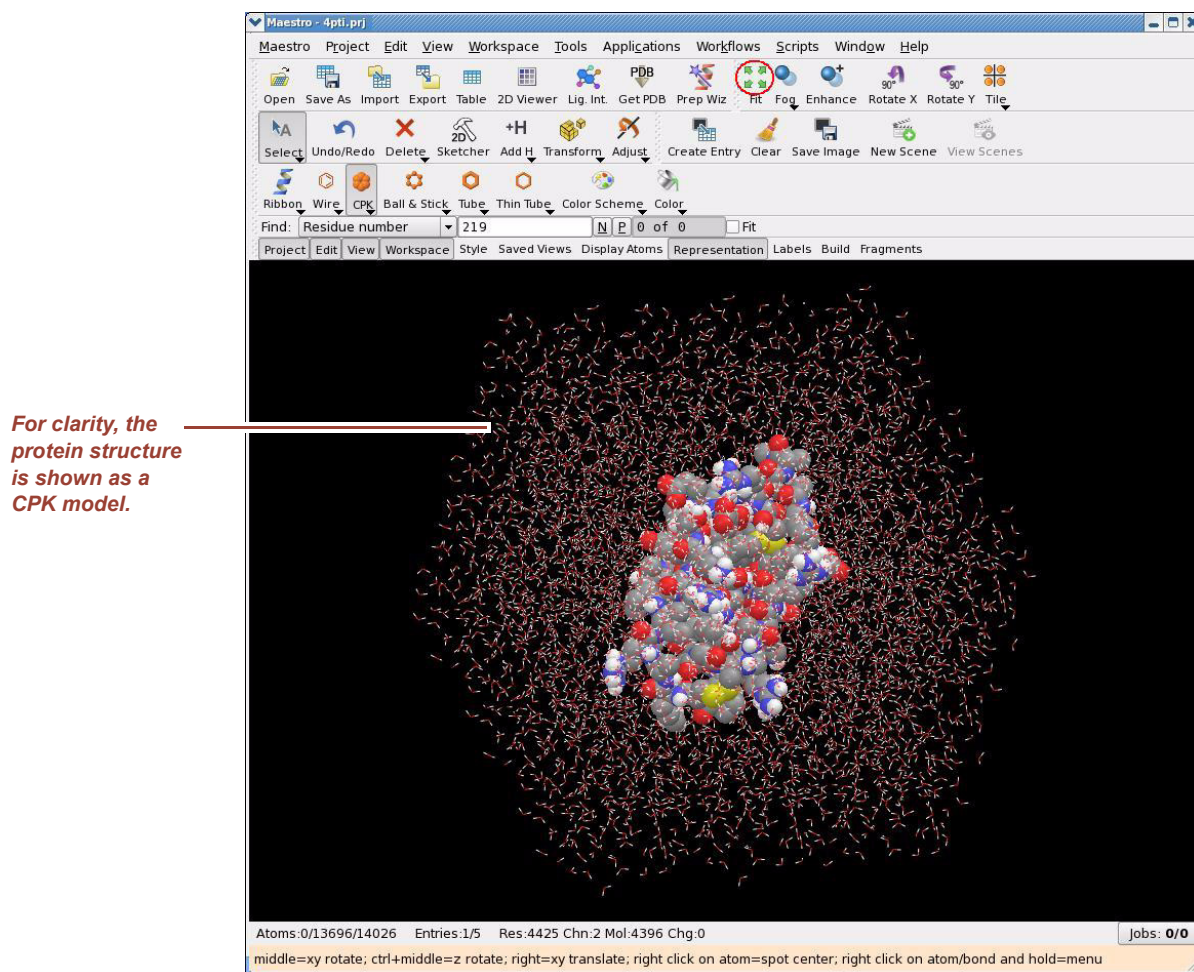 Maestro - 4pti.prj
Maestro Project Edit View Workspace Tools Applications Workflows Scripts Window Help
PDB 90° 90°
Open Save As Import Export Table 2D Viewer Lig. Int. Get PDB Prep Wiz Fit Fog Enhance Rotate X Rotate Y Tile
A 2D +H
Select Undo/Redo Delete Sketcher Add H Transform Adjust Create Entry Clear Save Image New Scene View Scenes
Ribbon Wire CPK Ball & Stick Tube Thin Tube Color Scheme Color
Find: Residue number 219 N P 0 of 0 Fit
Project Edit View Workspace Style Saved Views Display Atoms Representation Labels Build Fragments
For clarity, the
protein structure
is shown as a
CPK model.
Atoms:0/13696/14026 Entries:1/5 Res:4425 Chn:2 Mol:4396 Chg:0 Jobs: 0/0
middle=xy rotate; ctrl+middle=z rotate; right=xy translate; right click on atom=spot center; right click on atom/bond and hold=menu